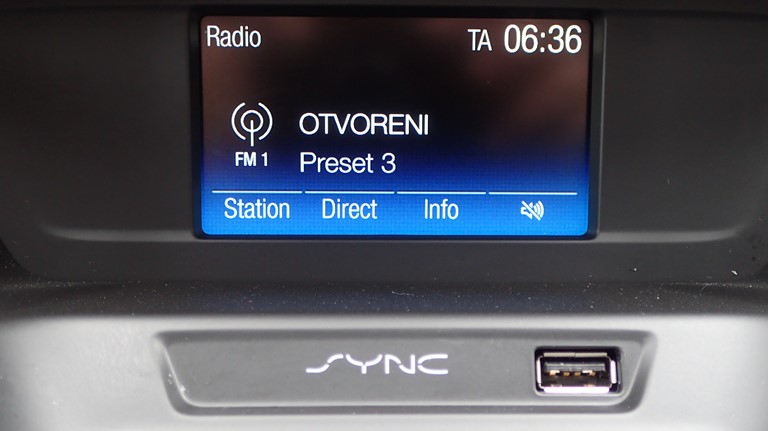 Radio TA 06:36
OTVORENI
FM 1 Preset 3
Station Direct Info
SYNC